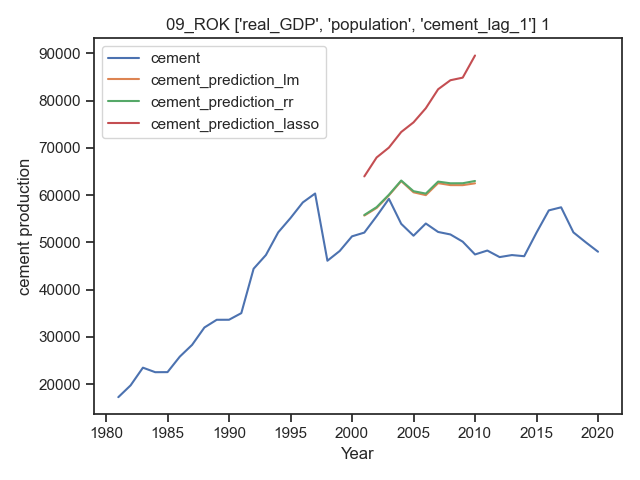 09_ROK ['real_GDP', 'population', 'cement_lag_1'] 1
cement
cement_prediction_lm
cement_prediction_rr
cement_prediction_lasso
90000
80000
70000
60000
50000
40000
30000
20000
cement production
1980 1985 1990 1995 2000 2005 2010 2015 2020
Year